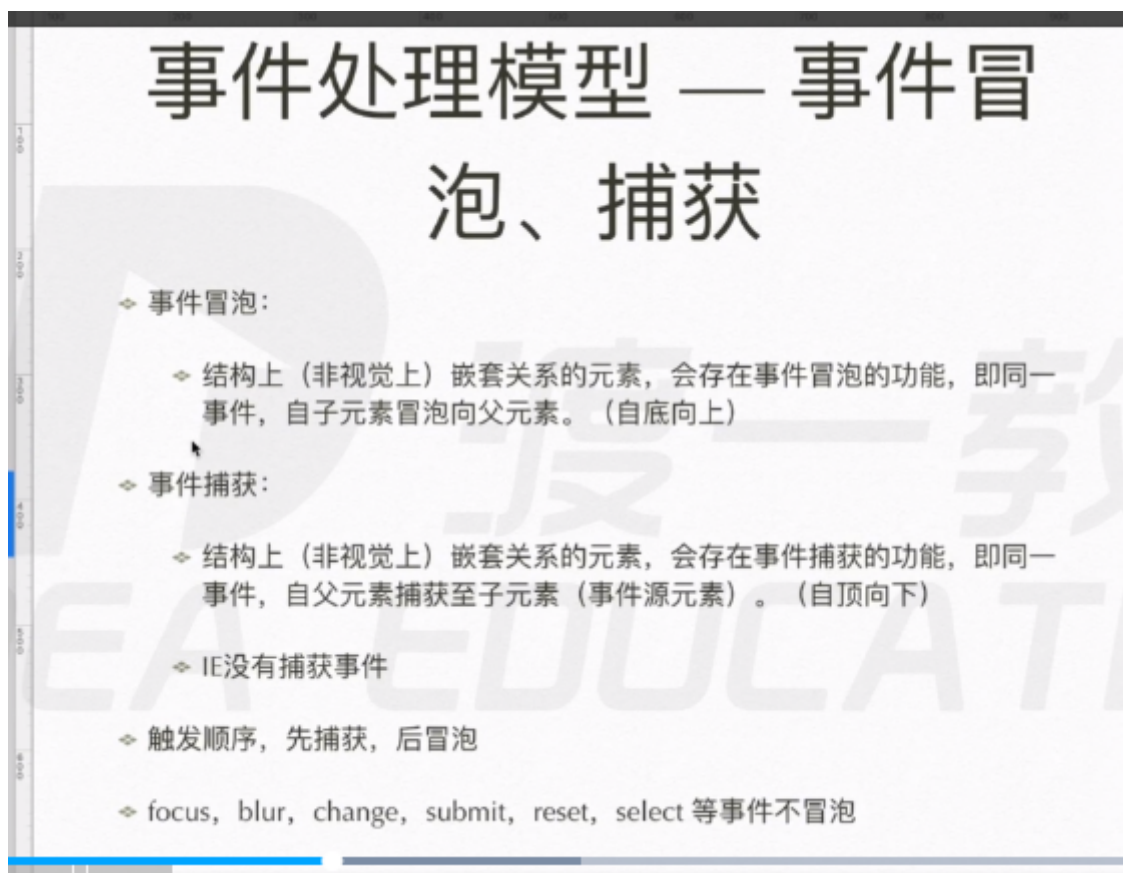 事件处理模型 — 事件冒
泡、捕获
事件冒泡：
结构上（非视觉上）嵌套关系的元素，会存在事件冒泡的功能，即同一
事件，自子元素冒泡向父元素。（自底向上）
事件捕获：
结构上（非视觉上）嵌套关系的元素，会存在事件捕获的功能，即同一
事件，自父元素捕获至子元素（事件源元素）。（自顶向下）
IE没有捕获事件
触发顺序，先捕获，后冒泡
focus，blur，change，submit，reset，select 等事件不冒泡
渡一教
EA EDUCATI